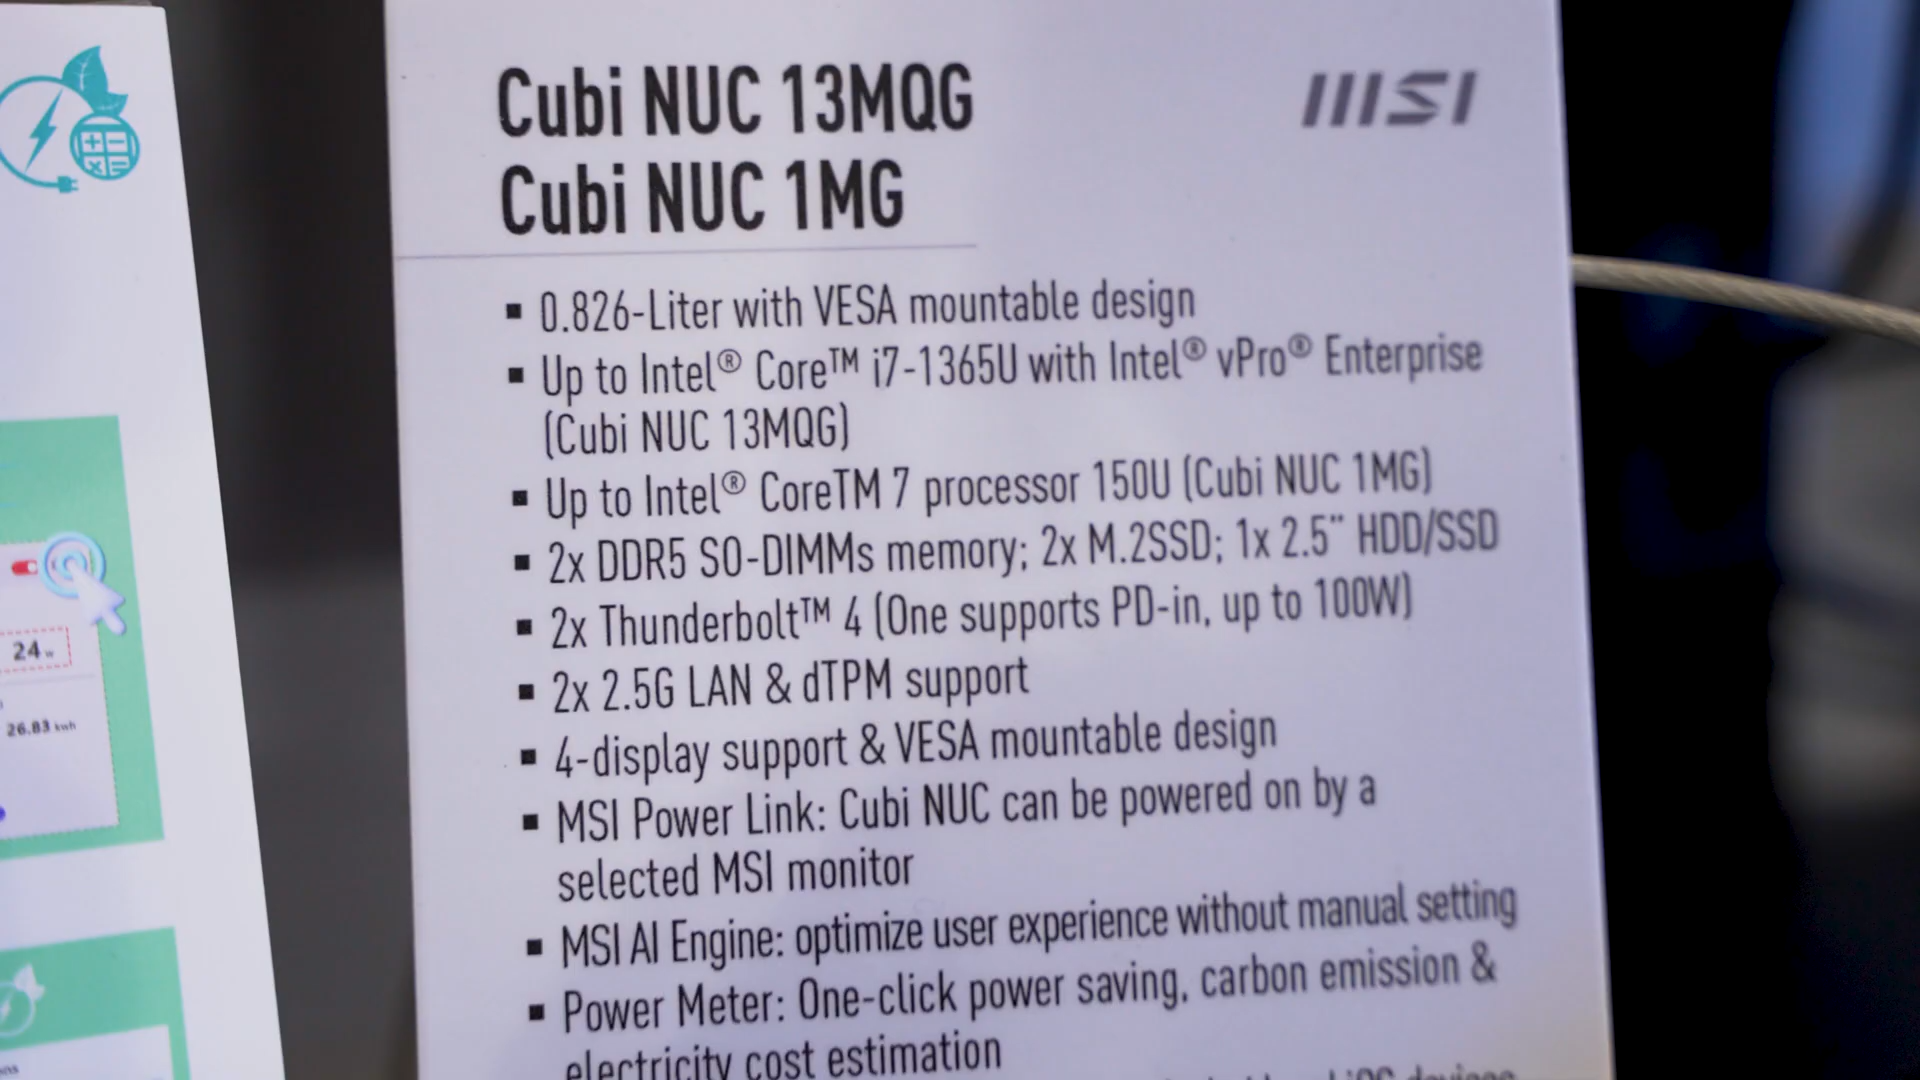 Cubi NUC 13MQG
Cubi NUC 1MG
MSI
▪ 0.826-Liter with VESA mountable design
▪ Up to Intel® Core™ i7-1365U with Intel® vPro® Enterprise
(Cubi NUC 13MQG)
▪ Up to Intel® CoreTM 7 processor 150U (Cubi NUC 1MG)
▪ 2x DDR5 SO-DIMMs memory; 2x M.2SSD; 1x 2.5" HDD/SSD
▪ 2x Thunderbolt™ 4 (One supports PD-in, up to 100W)
▪ 2x 2.5G LAN & dTPM support
▪ 4-display support & VESA mountable design
▪ MSI Power Link: Cubi NUC can be powered on by a
selected MSI monitor
▪ MSI AI Engine: optimize user experience without manual setting
▪ Power Meter: One-click power saving, carbon emission &
electricity cost estimation
24 w
26.83 kwh